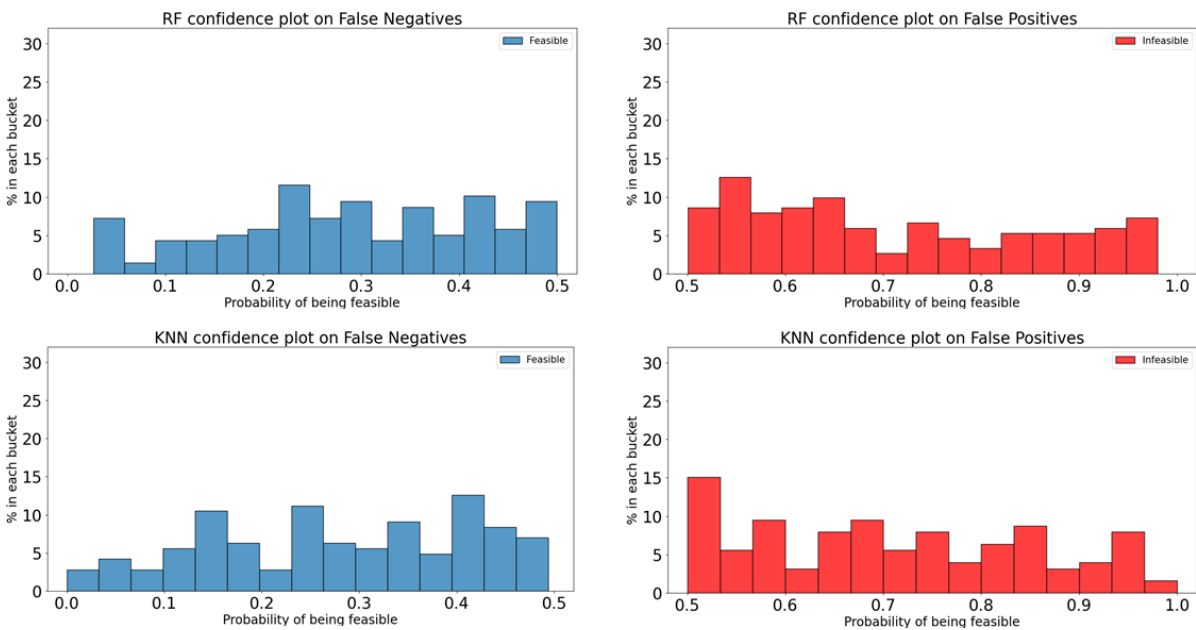 RF confidence plot on False Negatives
Feasible
% in each bucket
30
25
20
15
10
5
0
0.0 0.1 0.2 0.3 0.4 0.5
Probability of being feasible
RF confidence plot on False Positives
Infeasible
% in each bucket
30
25
20
15
10
5
0
0.5 0.6 0.7 0.8 0.9 1.0
Probability of being feasible
KNN confidence plot on False Negatives
Feasible
% in each bucket
30
25
20
15
10
5
0
0.0 0.1 0.2 0.3 0.4 0.5
Probability of being feasible
KNN confidence plot on False Positives
Infeasible
% in each bucket
30
25
20
15
10
5
0
0.5 0.6 0.7 0.8 0.9 1.0
Probability of being feasible